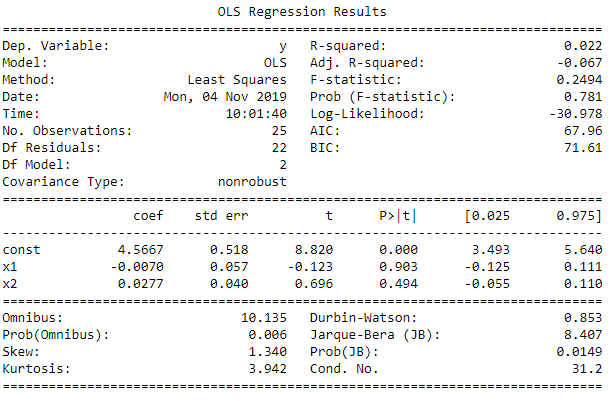 OLS Regression Results
==============================================================================
Dep. Variable:                      y   R-squared:                       0.022
Model:                            OLS   Adj. R-squared:                 -0.067
Method:                 Least Squares   F-statistic:                    0.2494
Date:                Mon, 04 Nov 2019   Prob (F-statistic):              0.781
Time:                        10:01:40   Log-Likelihood:                -30.978
No. Observations:                  25   AIC:                             67.96
Df Residuals:                      22   BIC:                             71.61
Df Model:                           2
Covariance Type:            nonrobust
==============================================================================
                 coef    std err          t      P>|t|      [0.025      0.975]
------------------------------------------------------------------------------
const          4.5667      0.518      8.820      0.000       3.493       5.640
x1            -0.0070      0.057     -0.123      0.903      -0.125       0.111
x2             0.0277      0.040      0.696      0.494      -0.055       0.110
==============================================================================
Omnibus:                       10.135   Durbin-Watson:                   0.853
Prob(Omnibus):                  0.006   Jarque-Bera (JB):                8.407
Skew:                           1.340   Prob(JB):                       0.0149
Kurtosis:                       3.942   Cond. No.                         31.2
==============================================================================